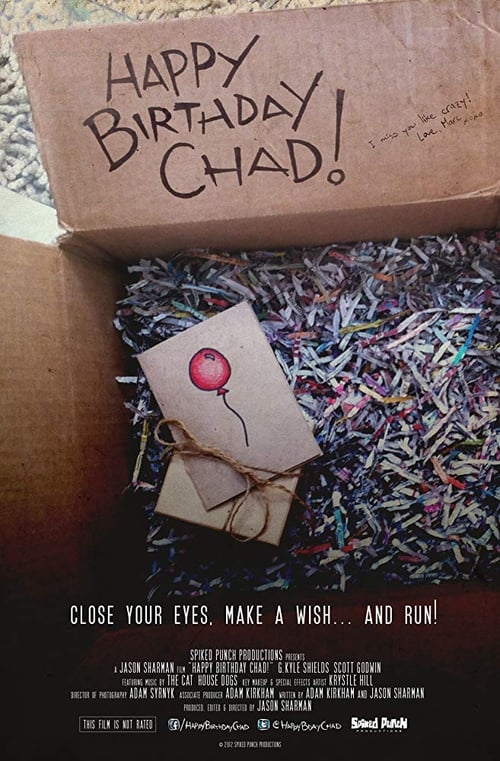 HAPPY
BIRTHDAY
CHAD!
I miss you like crazy!
Love, Marc xoxo
CLOSE YOUR EYES, MAKE A WISH... AND RUN!
SPIKED PUNCH PRODUCTIONS PRESENTS
A JASON SHARMAN FILM "HAPPY BIRTHDAY CHAD!" G.KYLE SHIELDS SCOTT GODWIN
FEATURING MUSIC BY THE CAT HOUSE DOGS KEY MAKEUP & SPECIAL EFFECTS ARTIST KRYSTLE HILL
DIRECTOR OF PHOTOGRAPHY ADAM SYRNYK ASSOCIATE PRODUCER ADAM KIRKHAM WRITTEN BY ADAM KIRKHAM AND JASON SHARMAN
PRODUCED, EDITED & DIRECTED BY JASON SHARMAN
THIS FILM IS NOT RATED f/HAPPYBIRTHDAYCHAD @HAPPYBDAYCHAD SPIKED PUNCH
PRODUCTIONS
© 2012 SPIKED PUNCH PRODUCTIONS